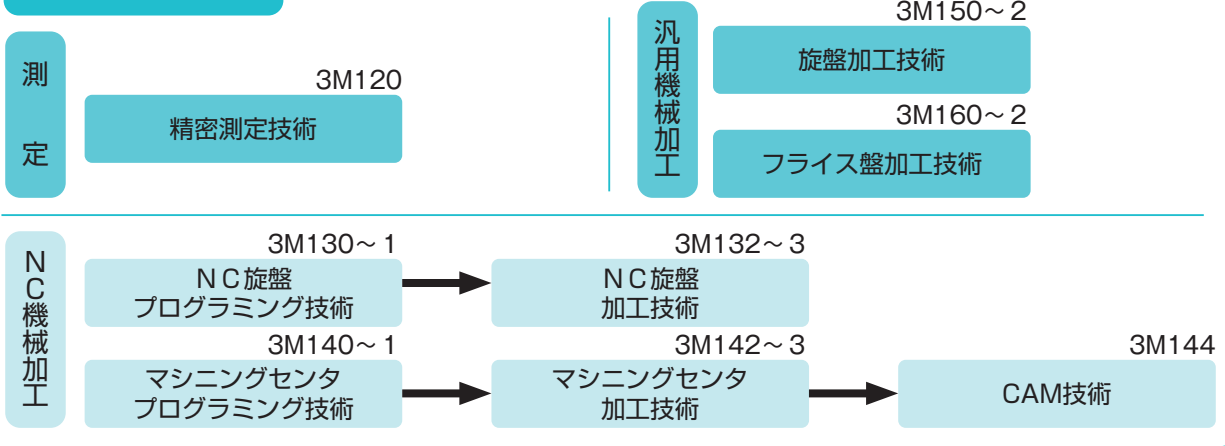 測定
3M120
精密測定技術
汎用機械加工
3M150～2
旋盤加工技術
3M160～2
フライス盤加工技術
NC機械加工
3M130～1
NC旋盤
プログラミング技術
3M132～3
NC旋盤
加工技術
3M140～1
マシニングセンタ
プログラミング技術
3M142～3
マシニングセンタ
加工技術
3M144
CAM技術